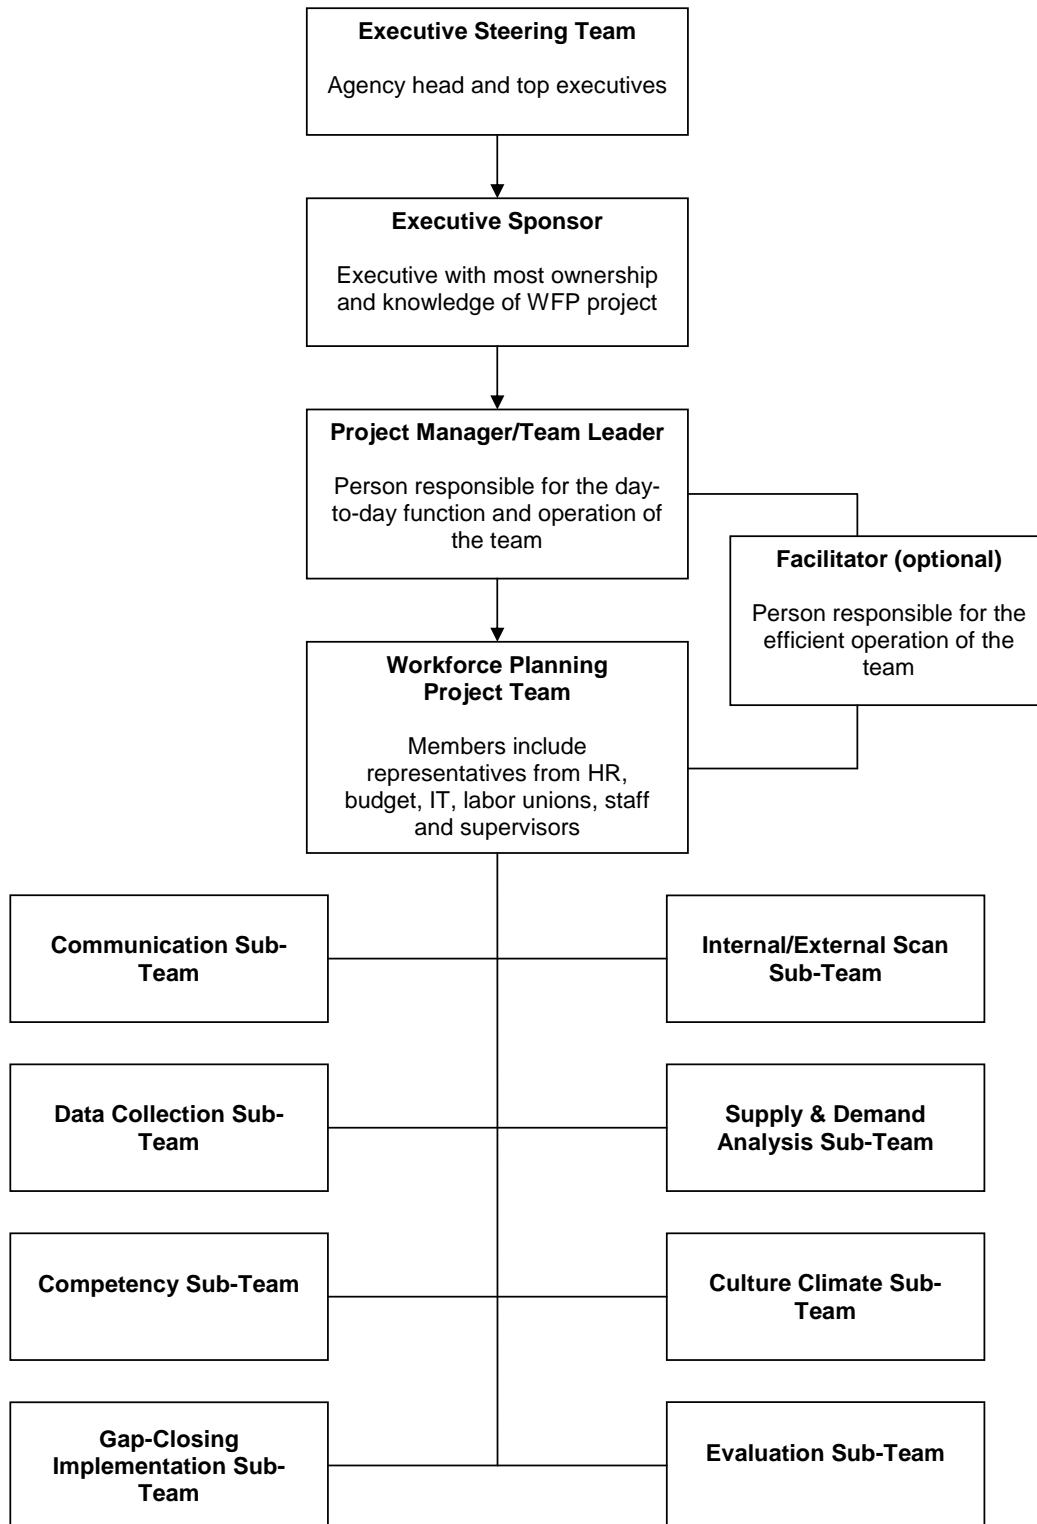 Executive Steering Team
Agency head and top executives
Executive Sponsor
Executive with most ownership
and knowledge of WFP project
Project Manager/Team Leader
Person responsible for the day-
to-day function and operation of
the team
Facilitator (optional)
Person responsible for the
efficient operation of the
team
Workforce Planning
Project Team
Members include
representatives from HR,
budget, IT, labor unions, staff
and supervisors
Communication Sub-
Team
Internal/External Scan
Sub-Team
Data Collection Sub-
Team
Supply & Demand
Analysis Sub-Team
Competency Sub-Team
Culture Climate Sub-
Team
Gap-Closing
Implementation Sub-
Team
Evaluation Sub-Team